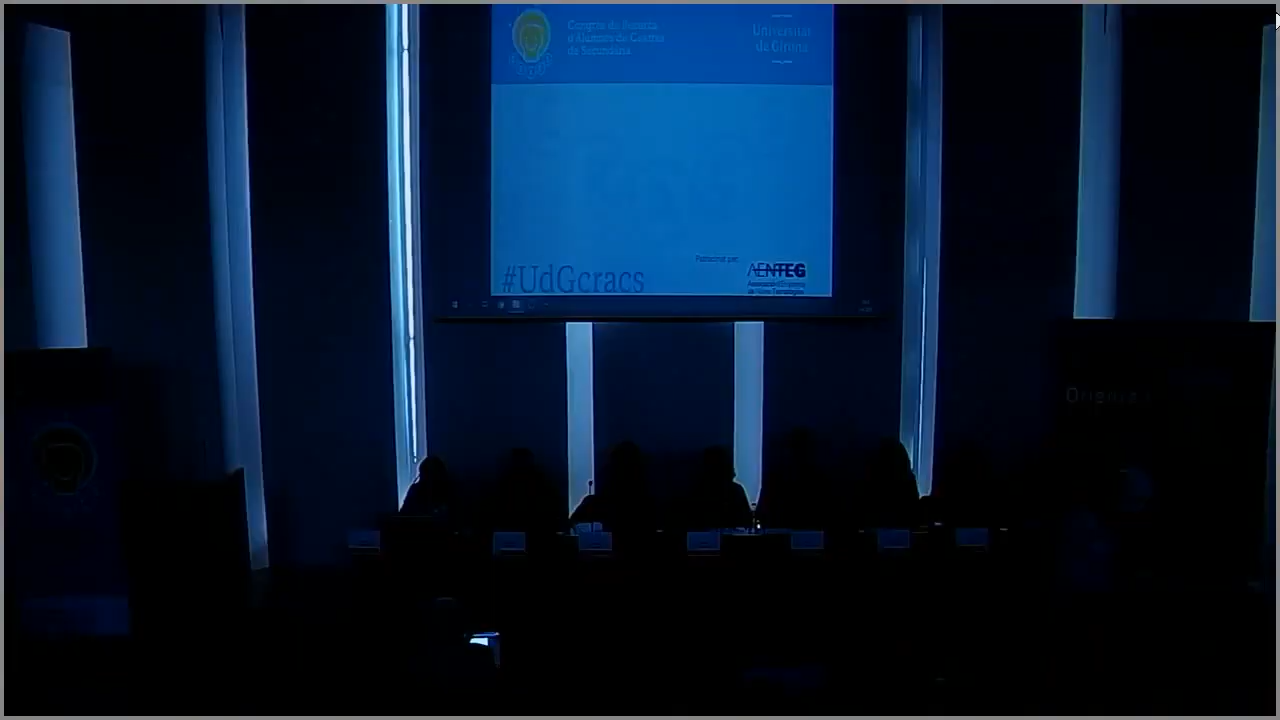 Congrés de Recerca
d'Alumnes de Centres
de Secundària
Universitat
de Girona
#UdGcracs
Patrocinat per:
AENTEG